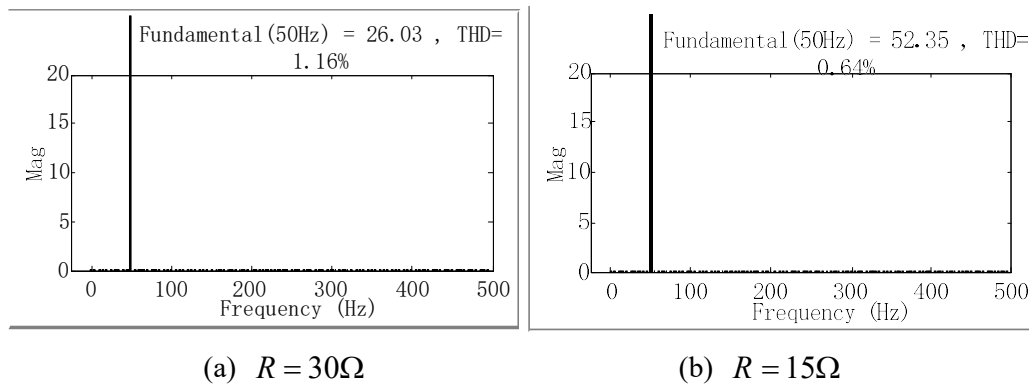 Fundamental(50Hz) = 26.03 , THD=
1.16%
20
15
10
5
0
Mag
0 100 200 300 400 500
Frequency (Hz)
(a) R = 30Ω
Fundamental(50Hz) = 52.35 , THD=
0.64%
20
15
10
5
0
Mag
0 100 200 300 400 500
Frequency (Hz)
(b) R = 15Ω